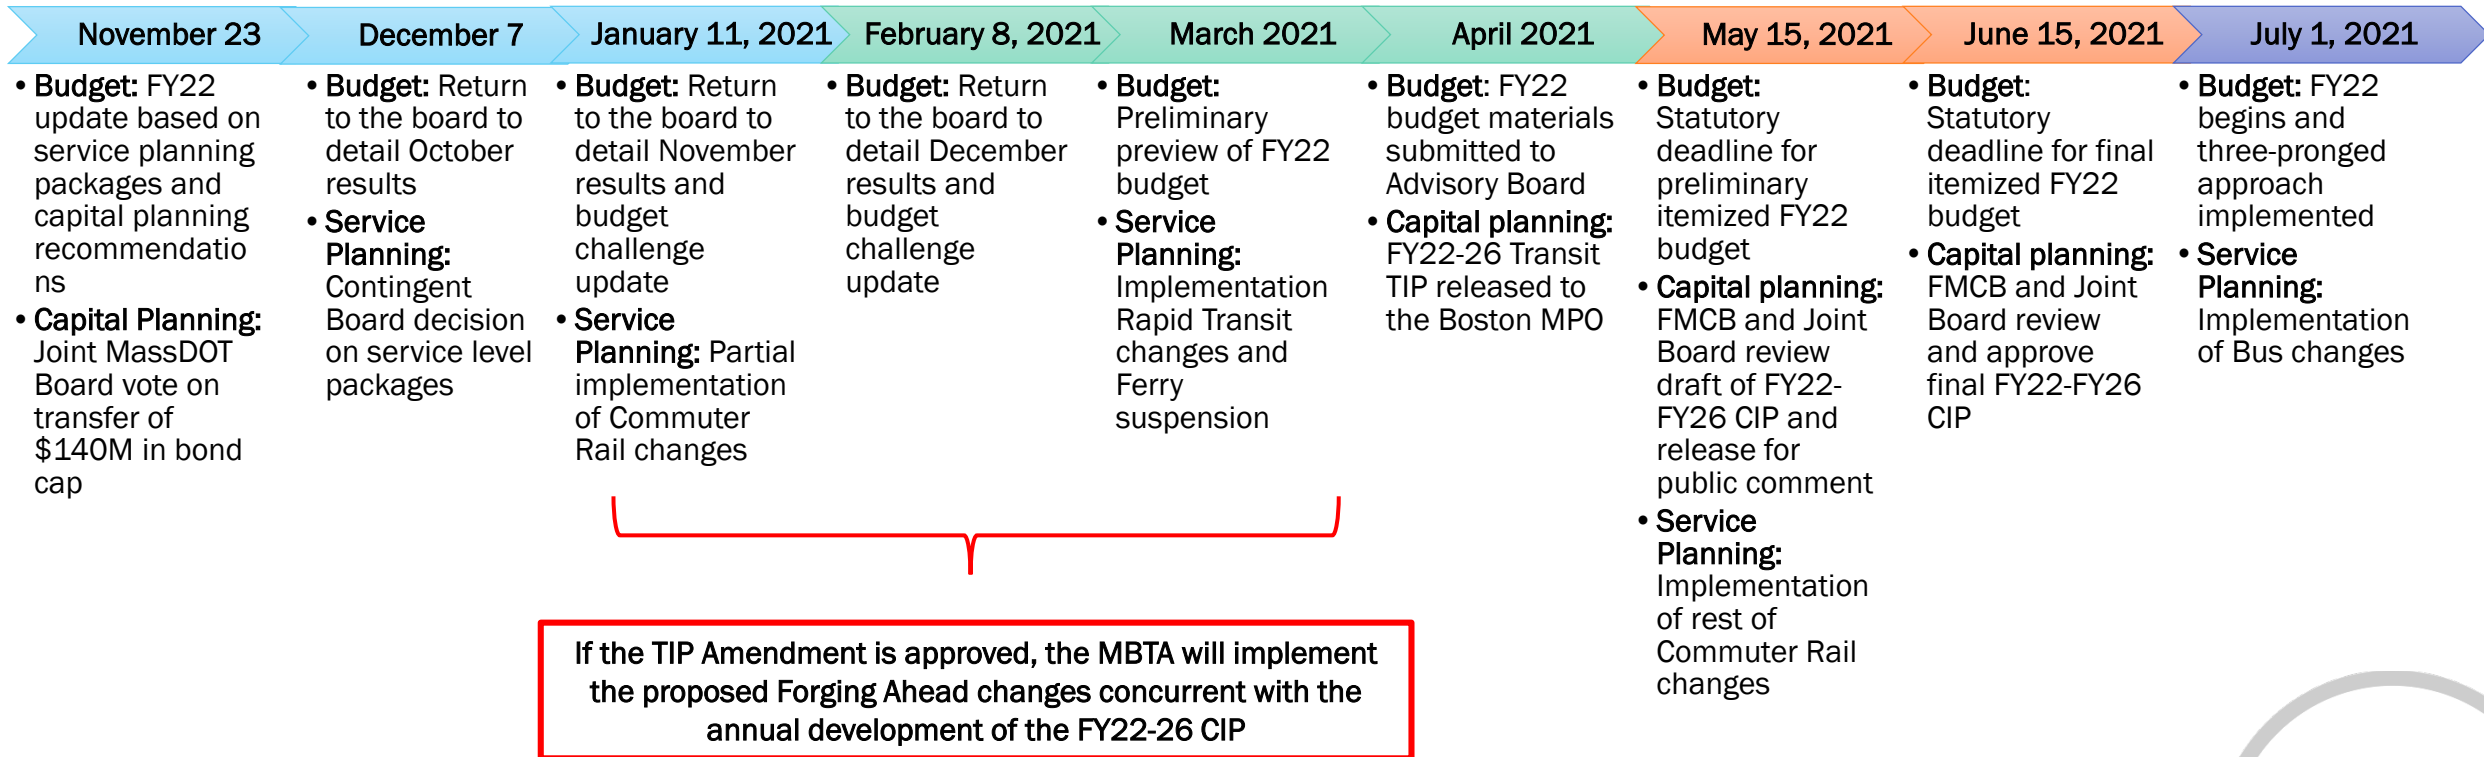 November 23
December 7
January 11, 2021
February 8, 2021
March 2021
April 2021
May 15, 2021
June 15, 2021
July 1, 2021
• Budget: FY22
update based on
service planning
packages and
capital planning
recommendatio
ns
• Capital Planning:
Joint MassDOT
Board vote on
transfer of
$140M in bond
cap
• Budget: Return
to the board to
detail October
results
• Service
Planning:
Contingent
Board decision
on service level
packages
• Budget: Return
to the board to
detail November
results and
budget
challenge
update
• Service
Planning: Partial
implementation
of Commuter
Rail changes
• Budget: Return
to the board to
detail December
results and
budget
challenge
update
• Budget:
Preliminary
preview of FY22
budget
• Service
Planning:
Implementation
Rapid Transit
changes and
Ferry
suspension
• Budget: FY22
budget materials
submitted to
Advisory Board
• Capital planning:
FY22-26 Transit
TIP released to
the Boston MPO
• Budget:
Statutory
deadline for
preliminary
itemized FY22
budget
• Capital planning:
FMCB and Joint
Board review
draft of FY22-
FY26 CIP and
release for
public comment
• Service
Planning:
Implementation
of rest of
Commuter Rail
changes
• Budget:
Statutory
deadline for final
itemized FY22
budget
• Capital planning:
FMCB and Joint
Board review
and approve
final FY22-FY26
CIP
• Budget: FY22
begins and
three-pronged
approach
implemented
• Service
Planning:
Implementation
of Bus changes
If the TIP Amendment is approved, the MBTA will implement
the proposed Forging Ahead changes concurrent with the
annual development of the FY22-26 CIP